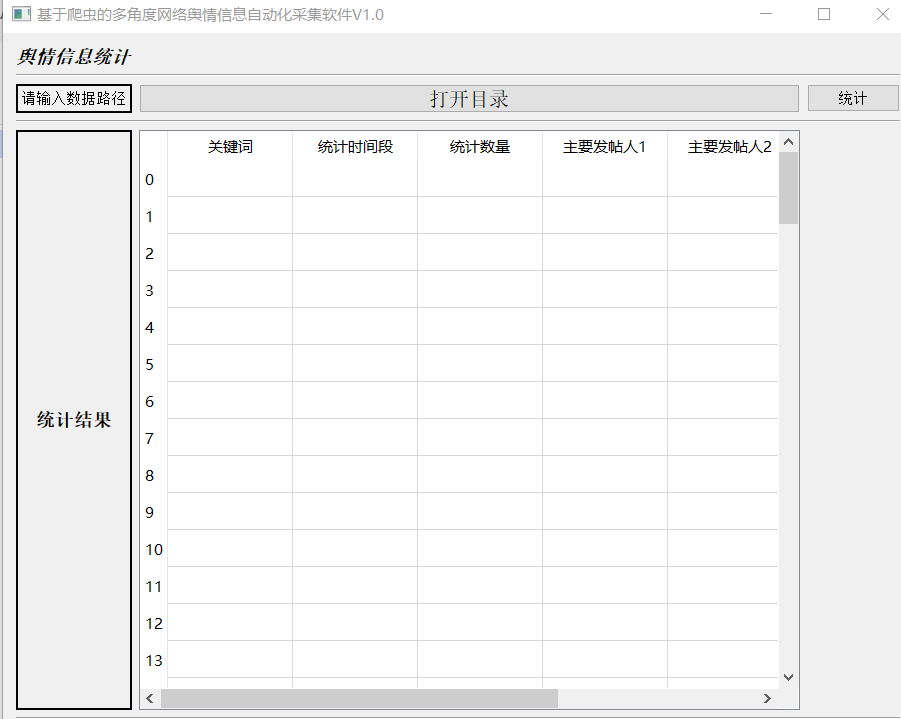 基于爬虫的多角度网络舆情信息自动化采集软件V1.0
舆情信息统计
请输入数据路径 打开目录 统计
关键词 统计时间段 统计数量 主要发帖人1 主要发帖人2
0
1
2
3
4
5
6
7
统计结果
8
9
10
11
12
13